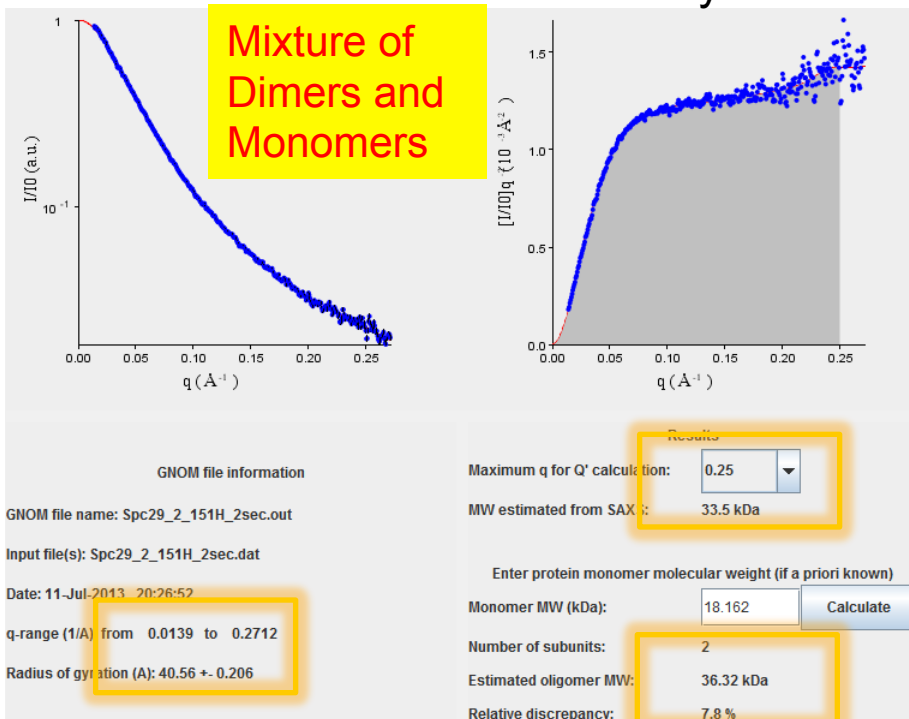 Mixture of
Dimers and
Monomers
1
10 -1
I/I0 (a.u.)
0.00 0.05 0.10 0.15 0.20 0.25
q (Å-1)
1.5
1.0
0.5
0.0
[I/I0]q (10 -3 Å2)
0.00 0.05 0.10 0.15 0.20 0.25
q (Å-1)
GNOM file information
GNOM file name: Spc29_2_151H_2sec.out
Input file(s): Spc29_2_151H_2sec.dat
Date: 11-Jul-2013 20:26:52
q-range (1/A) from 0.0139 to 0.2712
Radius of gyration (A): 40.56 +- 0.206
Results
Maximum q for Q' calculation: 0.25
MW estimated from SAXS: 33.5 kDa
Enter protein monomer molecular weight (if a priori known)
Monomer MW (kDa): 18.162 Calculate
Number of subunits: 2
Estimated oligomer MW: 36.32 kDa
Relative discrepancy: 7.8 %